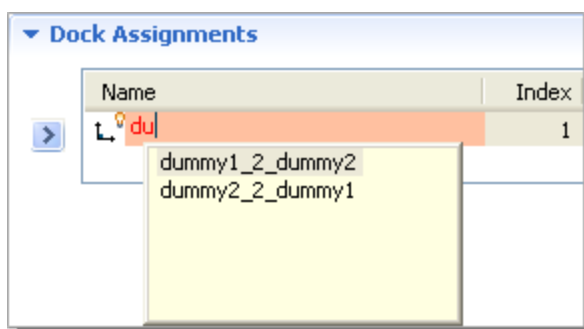 Dock Assignments
Name Index
du 1
dummy1_2_dummy2
dummy2_2_dummy1